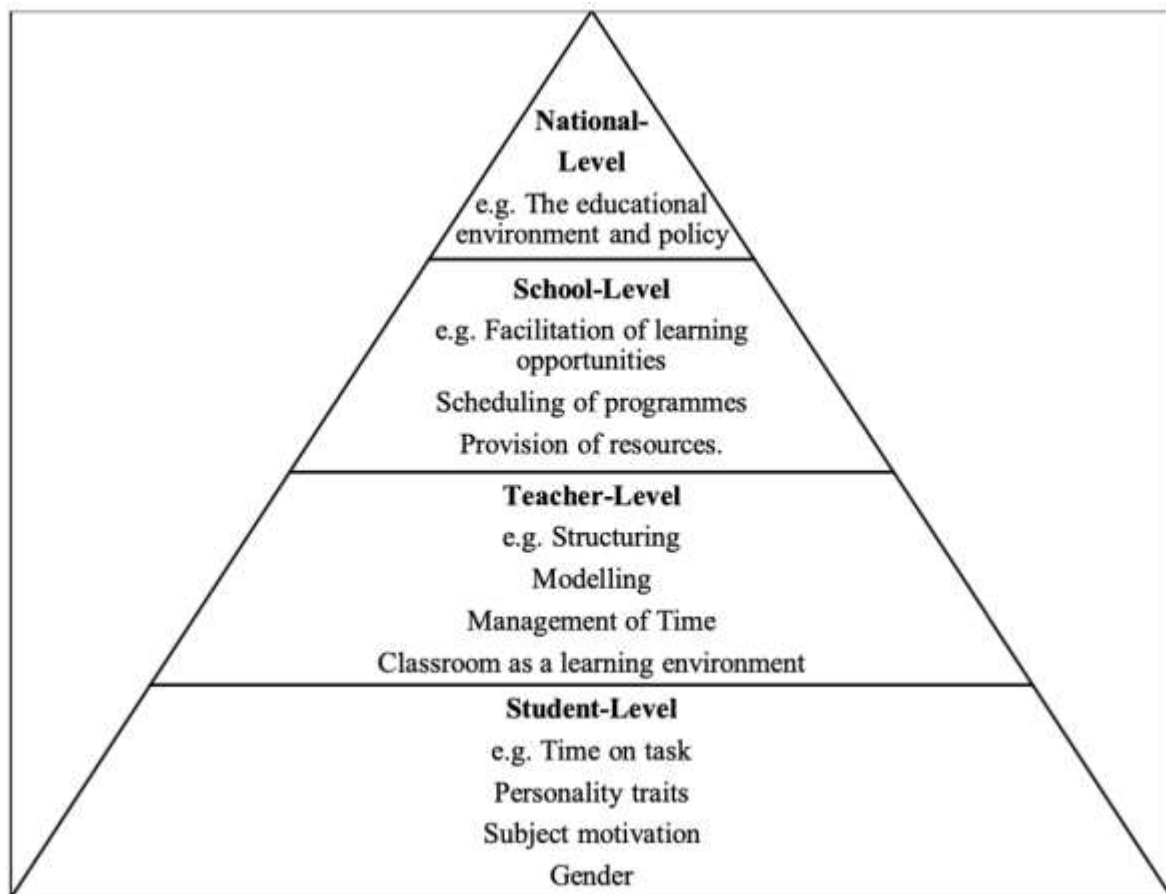 National-
Level
e.g. The educational
environment and policy
School-Level
e.g. Facilitation of learning
opportunities
Scheduling of programmes
Provision of resources.
Teacher-Level
e.g. Structuring
Modelling
Management of Time
Classroom as a learning environment
Student-Level
e.g. Time on task
Personality traits
Subject motivation
Gender